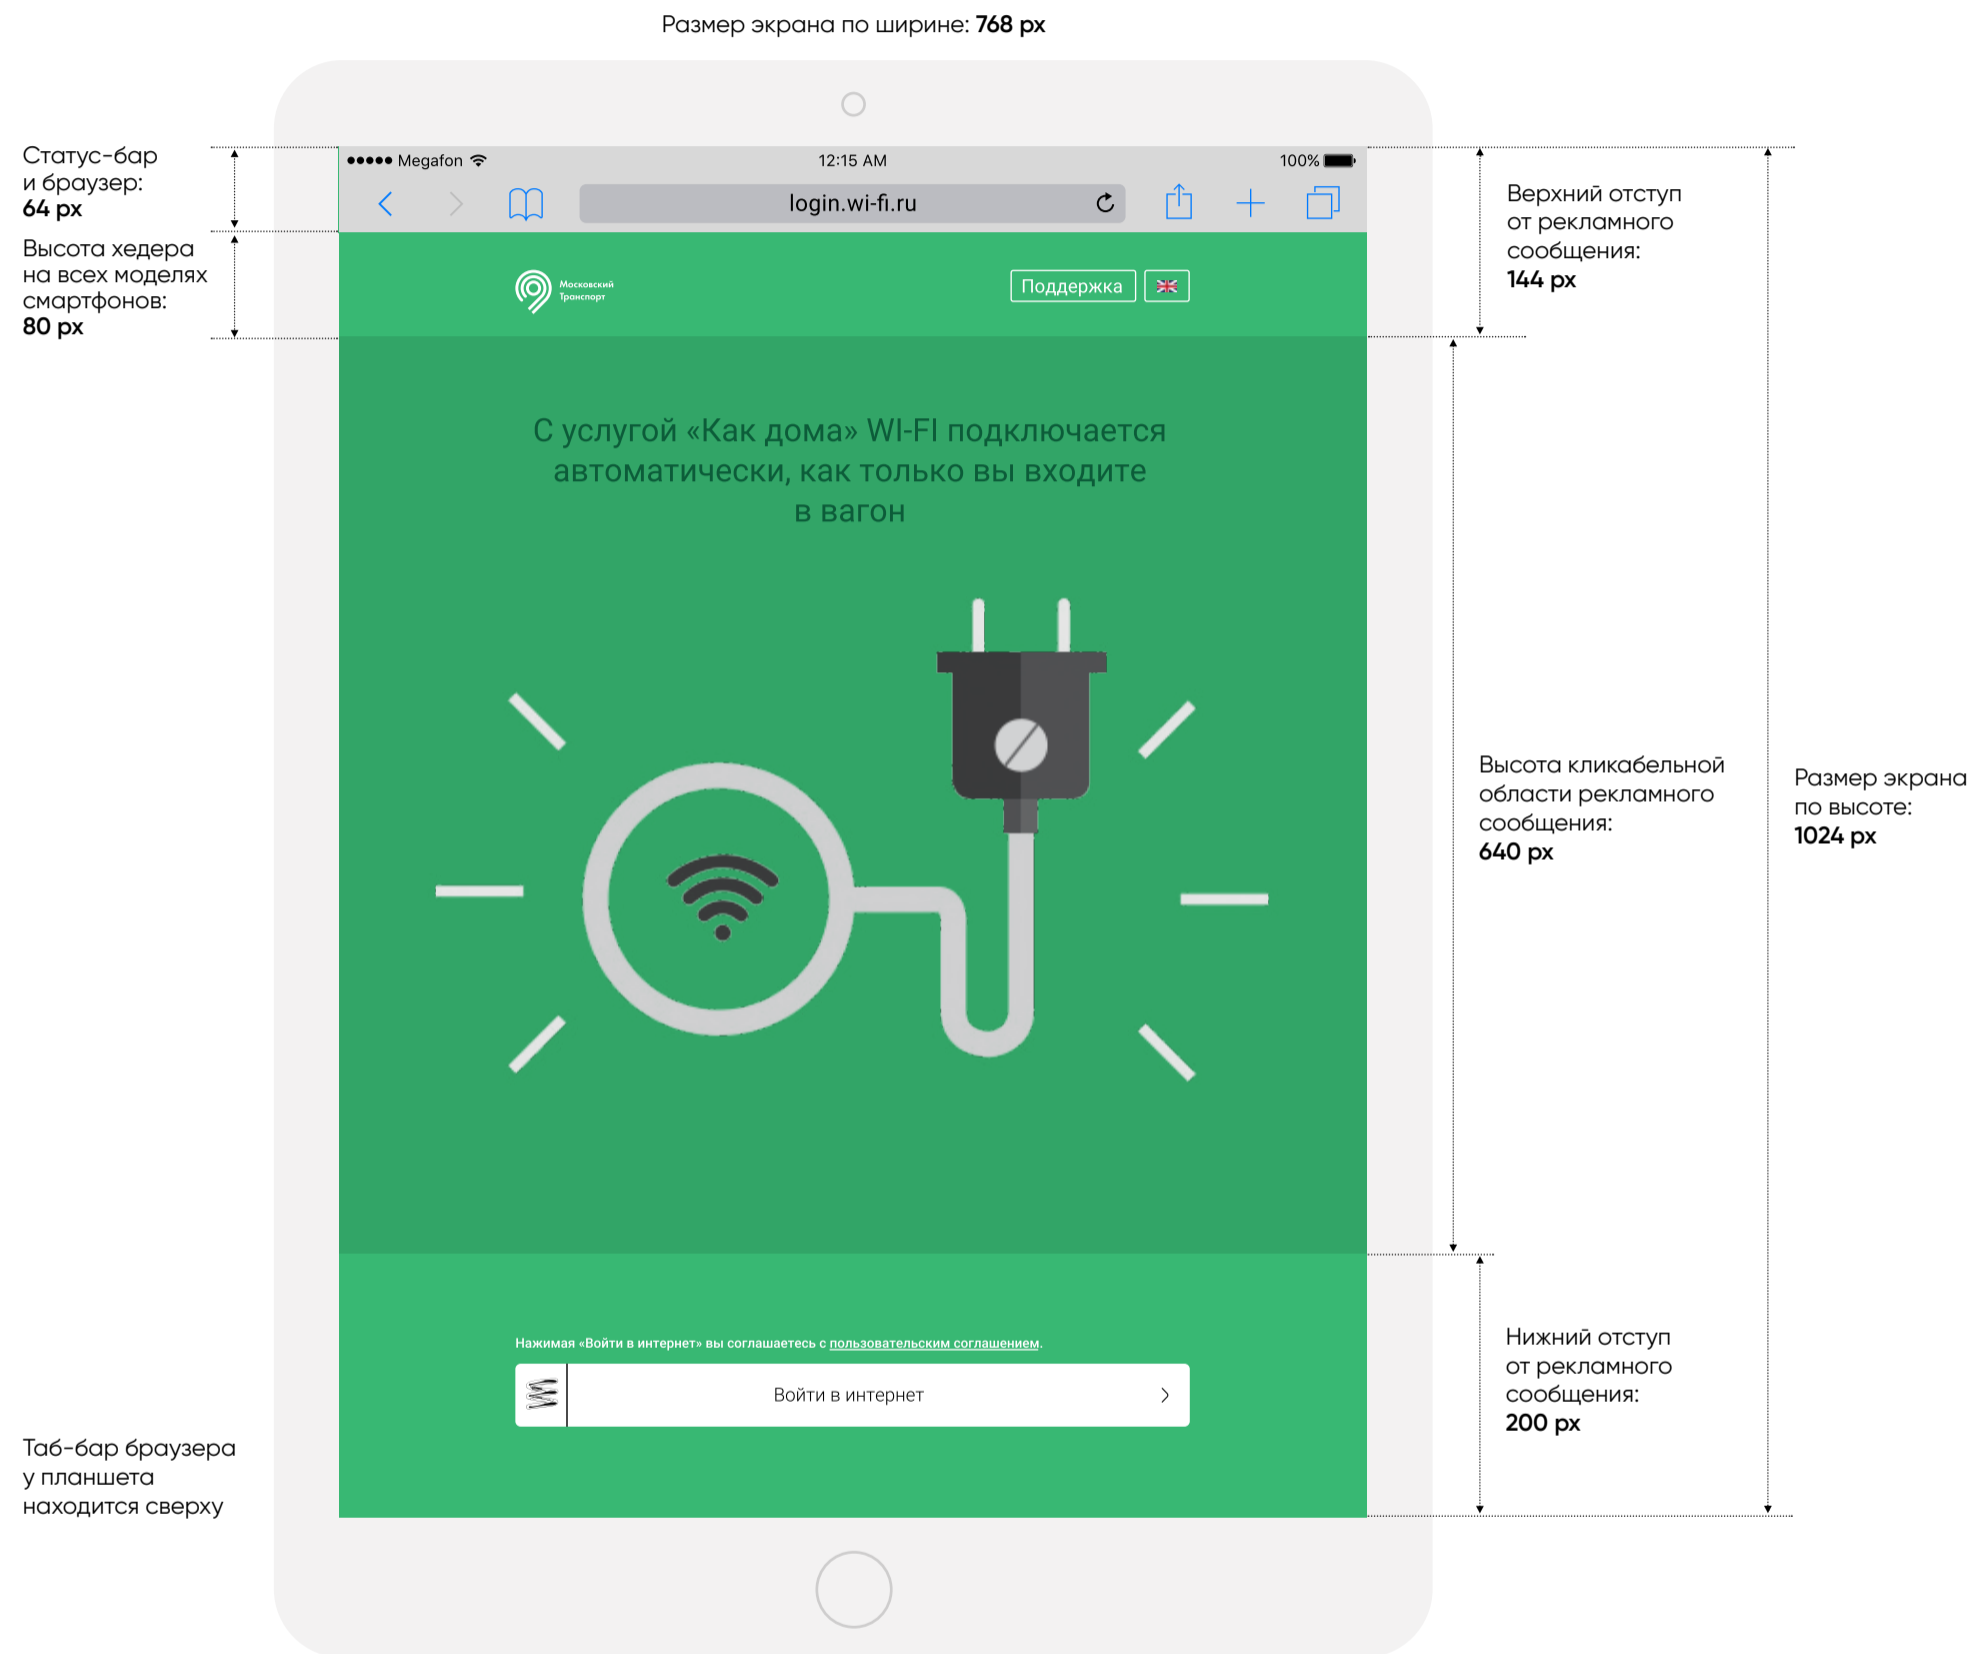 Размер экрана по ширине: 768 px
Статус-бар
и браузер:
64 px
Высота хедера
на всех моделях
смартфонов:
80 px
Megafon
12:15 AM
100%
login.wi-fi.ru
Московский
Транспорт
Поддержка
С услугой «Как дома» WI-FI подключается
автоматически, как только вы входите
в вагон
Верхний отступ
от рекламного
сообщения:
144 px
Высота кликабельной
области рекламного
сообщения:
640 px
Размер экрана
по высоте:
1024 px
Нажимая «Войти в интернет» вы соглашаетесь с пользовательским соглашением.
Войти в интернет
Нижний отступ
от рекламного
сообщения:
200 px
Таб-бар браузера
у планшета
находится сверху